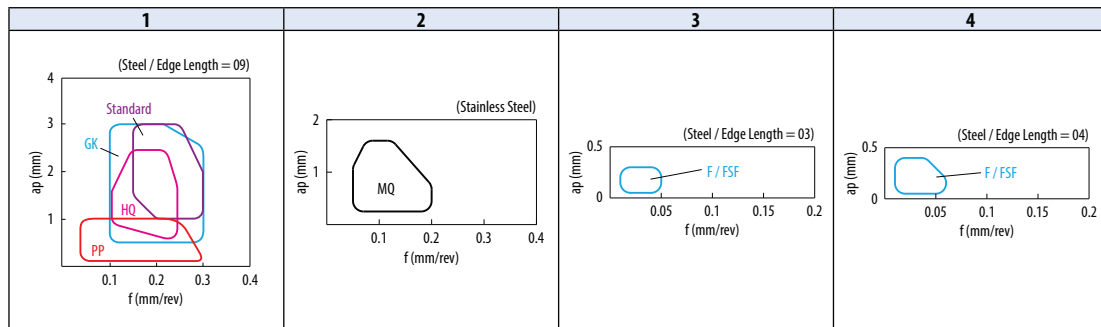 1
2
3
4
(Steel / Edge Length = 09)
4
3
2
1
ap (mm)
Standard
GK
HQ
PP
0.1
0.2
0.3
0.4
f (mm/rev)
(Stainless Steel)
2
1
ap (mm)
MQ
0.1
0.2
0.3
0.4
f (mm/rev)
(Steel / Edge Length = 03)
0.5
0
ap (mm)
F / FSF
0.05
0.1
0.15
0.2
f (mm/rev)
(Steel / Edge Length = 04)
0.5
0
ap (mm)
F / FSF
0.05
0.1
0.15
0.2
f (mm/rev)